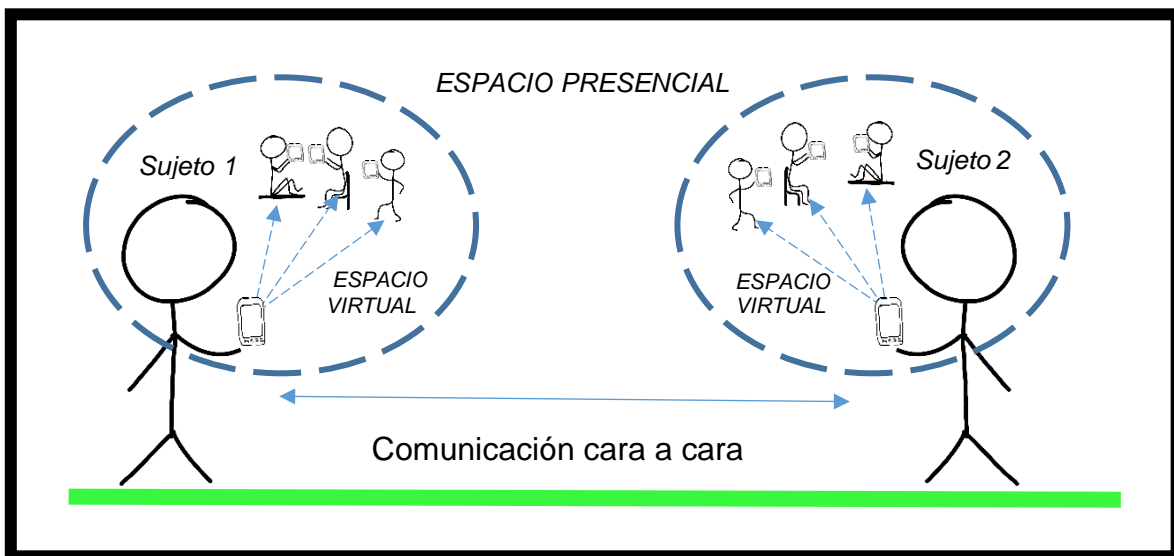 ESPACIO PRESENCIAL
Sujeto 1
Sujeto 2
ESPACIO
VIRTUAL
ESPACIO
VIRTUAL
Comunicación cara a cara